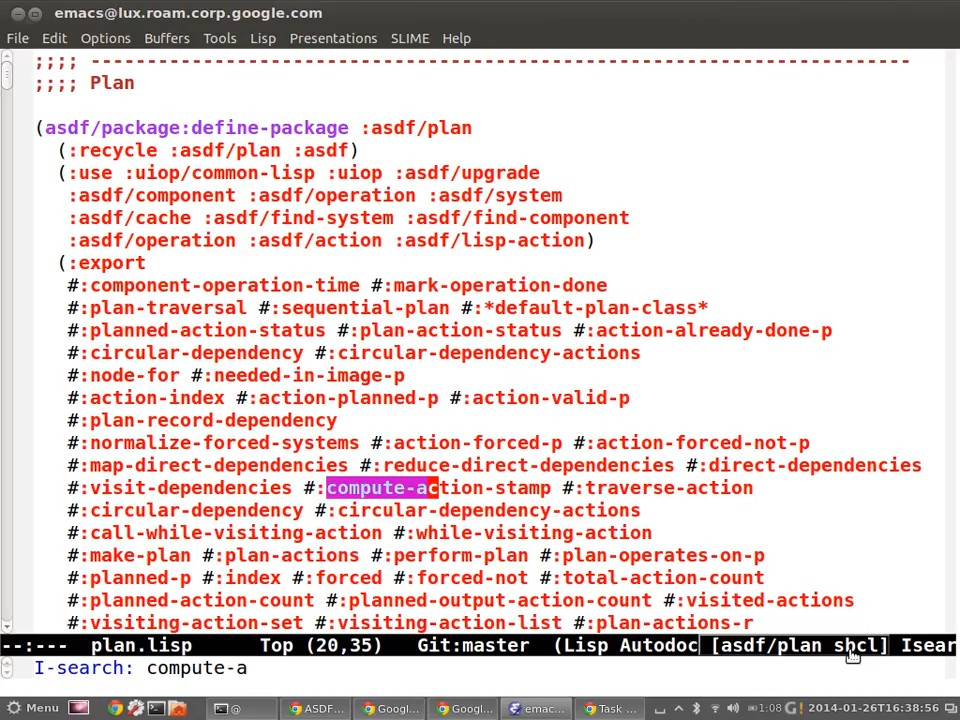 emacs@lux.roam.corp.google.com
File Edit Options Buffers Tools Lisp Presentations SLIME Help
;;;; -------------------------------------------------------------------------
;;;; Plan
(asdf/package:define-package :asdf/plan
(:recycle :asdf/plan :asdf)
(:use :uiop/common-lisp :uiop :asdf/upgrade
:asdf/component :asdf/operation :asdf/system
:asdf/cache :asdf/find-system :asdf/find-component
:asdf/operation :asdf/action :asdf/lisp-action)
(:export
#:component-operation-time #:mark-operation-done
#:plan-traversal #:sequential-plan #:*default-plan-class*
#:planned-action-status #:plan-action-status #:action-already-done-p
#:circular-dependency #:circular-dependency-actions
#:node-for #:needed-in-image-p
#:action-index #:action-planned-p #:action-valid-p
#:plan-record-dependency
#:normalize-forced-systems #:action-forced-p #:action-forced-not-p
#:map-direct-dependencies #:reduce-direct-dependencies #:direct-dependencies
#:visit-dependencies #:compute-action-stamp #:traverse-action
#:circular-dependency #:circular-dependency-actions
#:call-while-visiting-action #:while-visiting-action
#:make-plan #:plan-actions #:perform-plan #:plan-operates-on-p
#:planned-p #:index #:forced #:forced-not #:total-action-count
#:planned-action-count #:planned-output-action-count #:visited-actions
#:visiting-action-set #:visiting-action-list #:plan-actions-r
--:--- plan.lisp Top (20,35) Git:master (Lisp Autodoc [asdf/plan sbcl] Isear
I-search: compute-a
Menu @ ASDF... Googl... Googl... emac... Task ... 1:08 2014-01-26T16:38:56